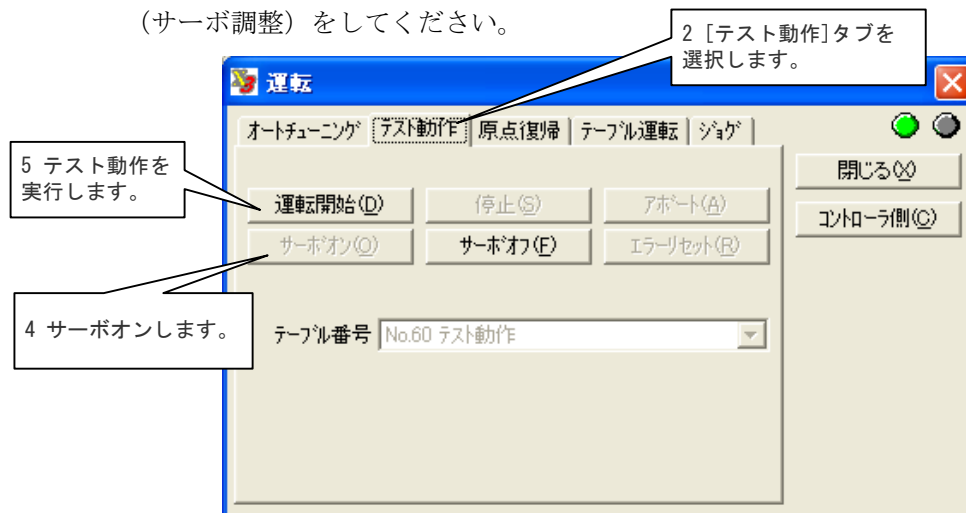 （サーボ調整）をしてください。
2 [テスト動作]タブを
選択します。
運転
オートチューニング テスト動作 原点復帰 テーブル運転 ジョグ
5 テスト動作を
実行します。
閉じる(X)
運転開始(D) 停止(S) アボート(A)
コントローラ側(C)
サーボオン(O) サーボオフ(F) エラーリセット(R)
4 サーボオンします。
テーブル番号 No.60 テスト動作